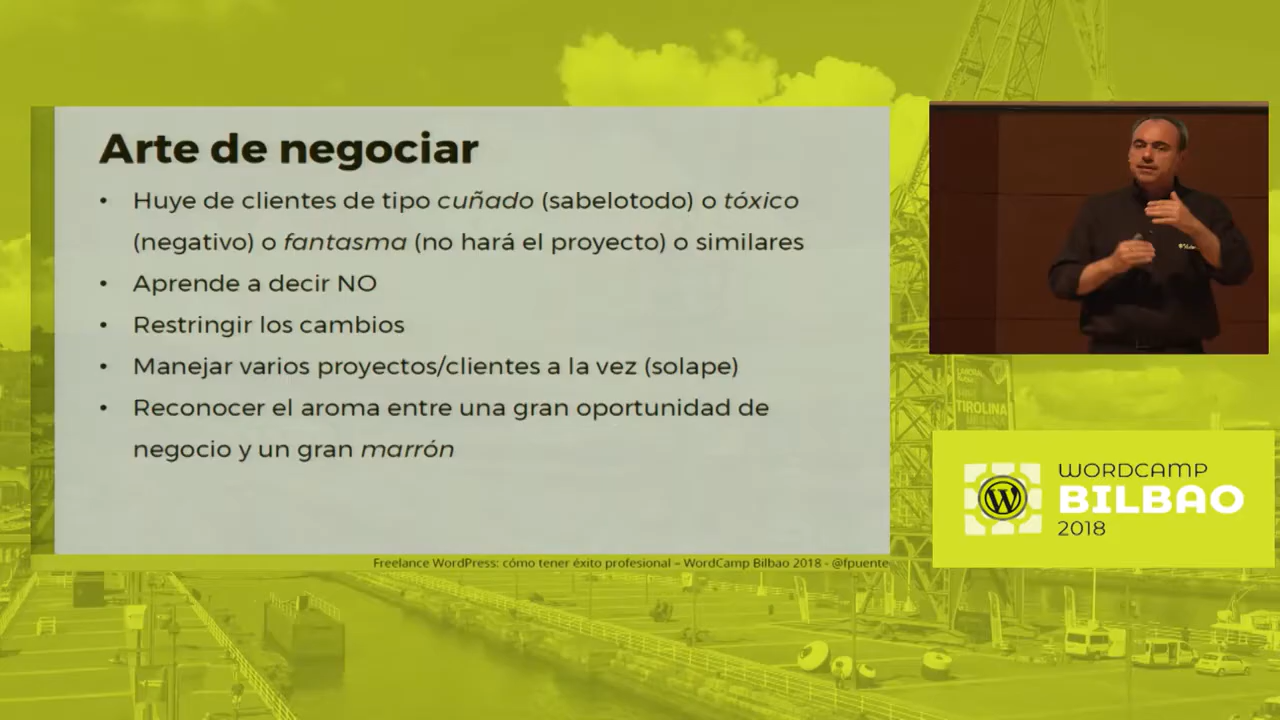 Arte de negociar
• Huye de clientes de tipo cuñado (sabelotodo) o tóxico
(negativo) o fantasma (no hará el proyecto) o similares
• Aprende a decir NO
• Restringir los cambios
• Manejar varios proyectos/clientes a la vez (solape)
• Reconocer el aroma entre una gran oportunidad de
negocio y un gran marrón
Freelance WordPress: cómo tener éxito profesional – WordCamp Bilbao 2018 - @fpuente
TIROLINA
WORDCAMP
BILBAO
2018